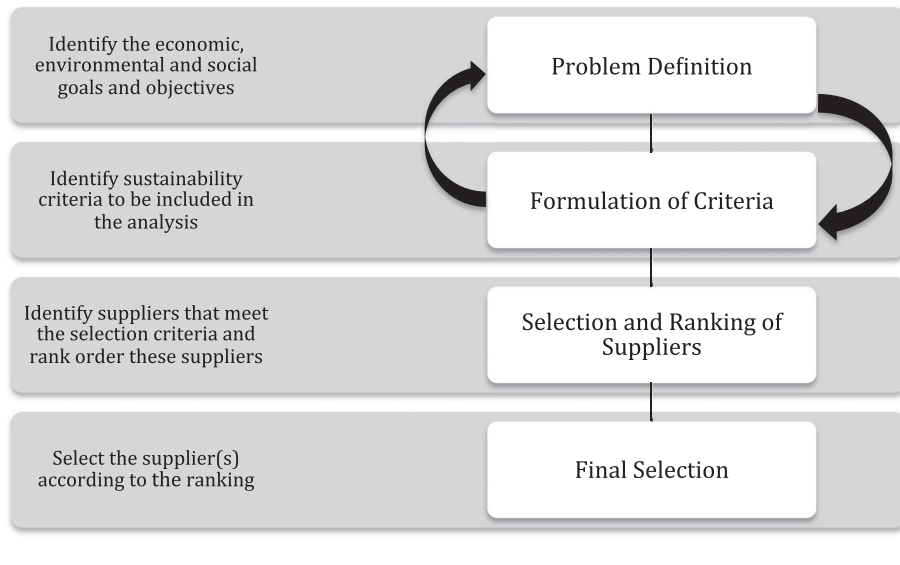 Identify the economic,
environmental and social
goals and objectives
Problem Definition
Identify sustainability
criteria to be included in
the analysis
Formulation of Criteria
Identify suppliers that meet
the selection criteria and
rank order these suppliers
Selection and Ranking of
Suppliers
Select the supplier(s)
according to the ranking
Final Selection